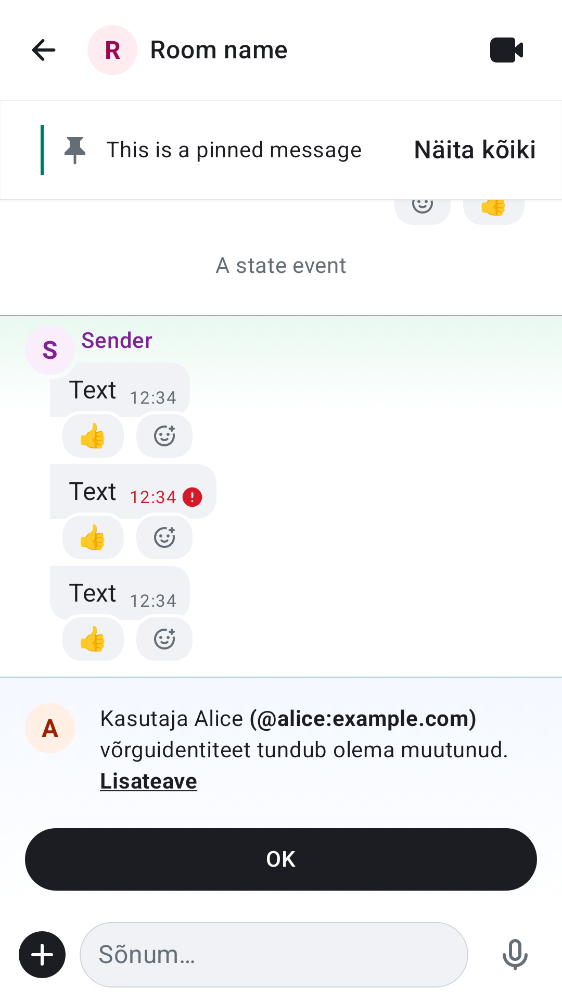 R Room name
This is a pinned message Näita kõiki
A state event
S Sender
Text 12:34
Text 12:34
Text 12:34
A Kasutaja Alice (@alice:example.com)
võrguidentiteet tundub olema muutunud.
Lisateave
OK
Sõnum…